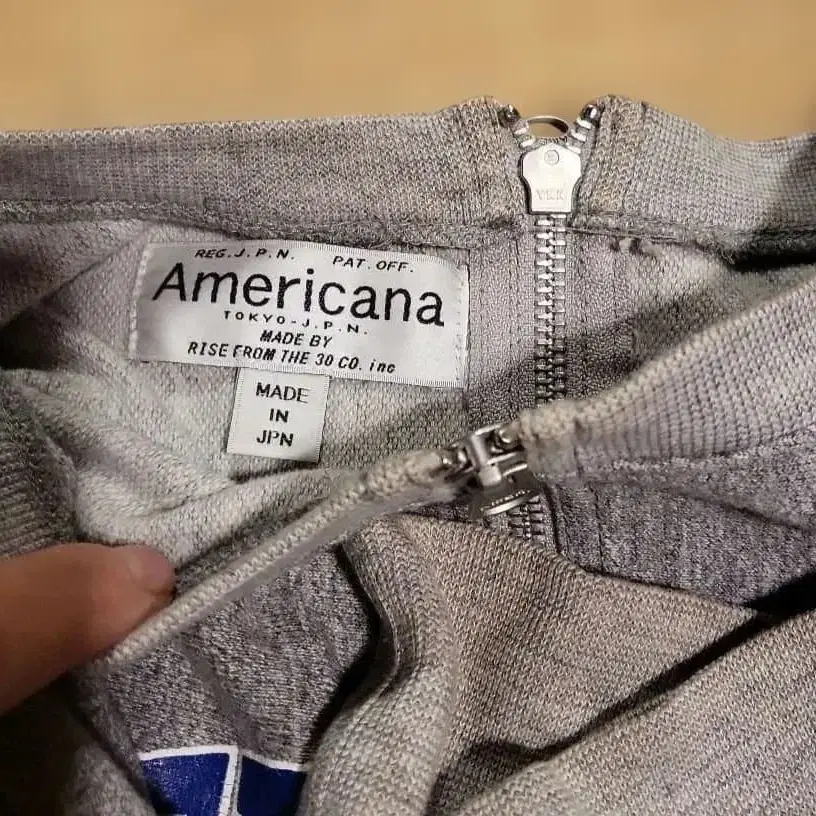 YKK
REG. J.P.N. PAT. OFF.
Americana
TOKYO-J.P.N.
MADE BY
RISE FROM THE 30 CO. inc
MADE
IN
JPN